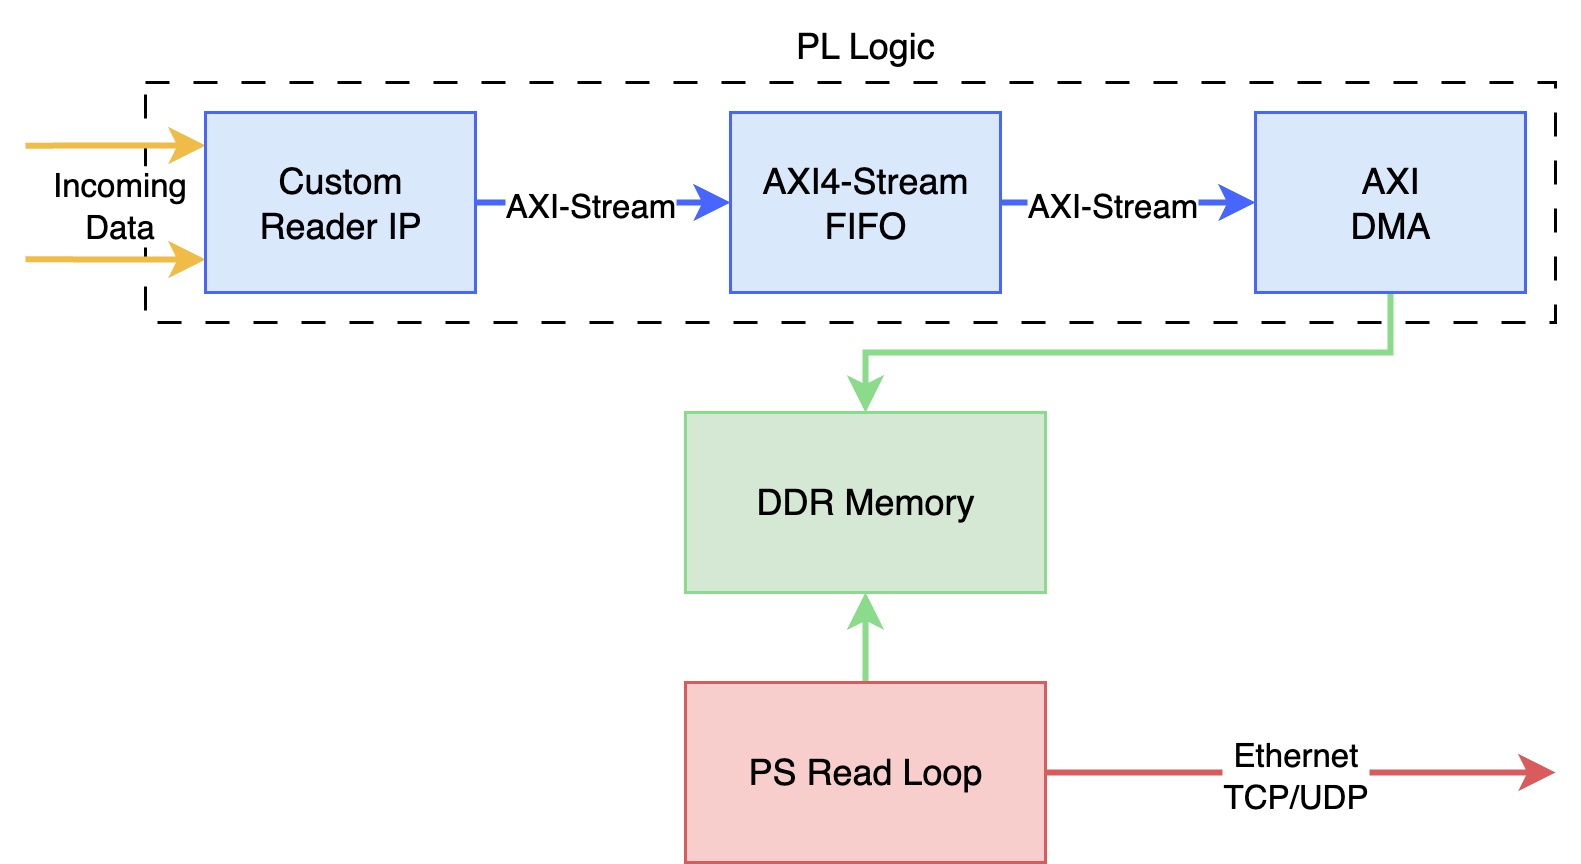 PL Logic
Incoming
Data
Custom
Reader IP
AXI-Stream
AXI4-Stream
FIFO
AXI-Stream
AXI
DMA
DDR Memory
PS Read Loop
Ethernet
TCP/UDP